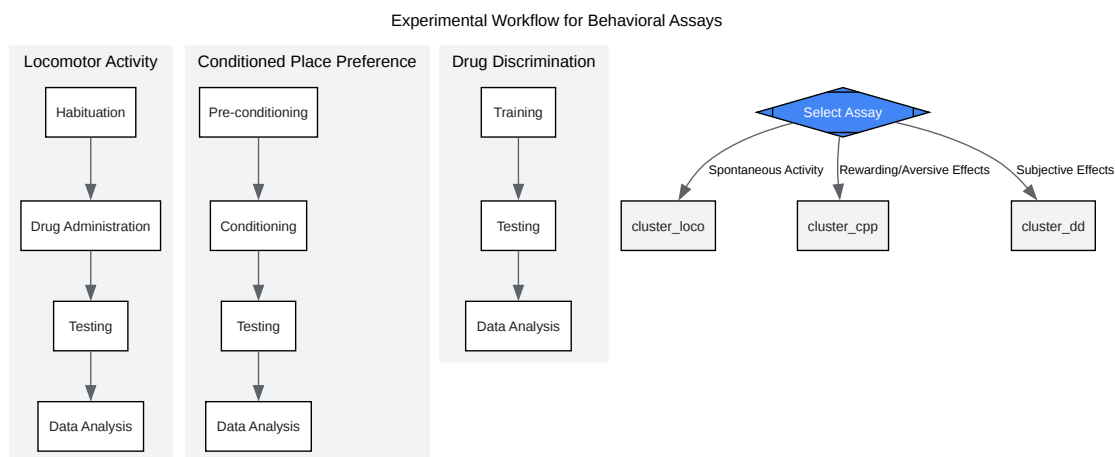 Experimental Workflow for Behavioral Assays
Locomotor Activity
Habituation
Drug Administration
Testing
Data Analysis
Conditioned Place Preference
Pre-conditioning
Conditioning
Testing
Data Analysis
Drug Discrimination
Training
Testing
Data Analysis
Select Assay
Spontaneous Activity
Rewarding/Aversive Effects
Subjective Effects
cluster_loco
cluster_cpp
cluster_dd